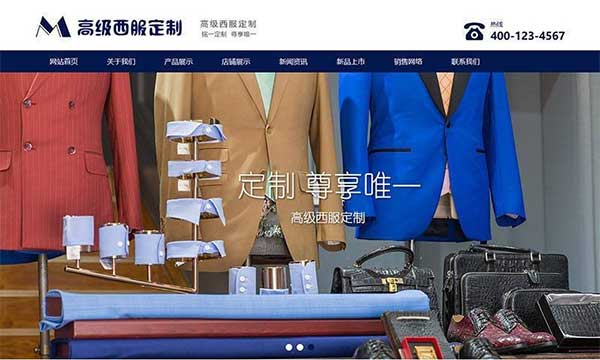 高级西服定制
高级西服定制
统一定制 尊享唯一
热线
400-123-4567
网站首页 关于我们 产品展示 店铺展示 新闻资讯 新品上市 销售网络 联系我们
定制 尊享唯一
高级西服定制